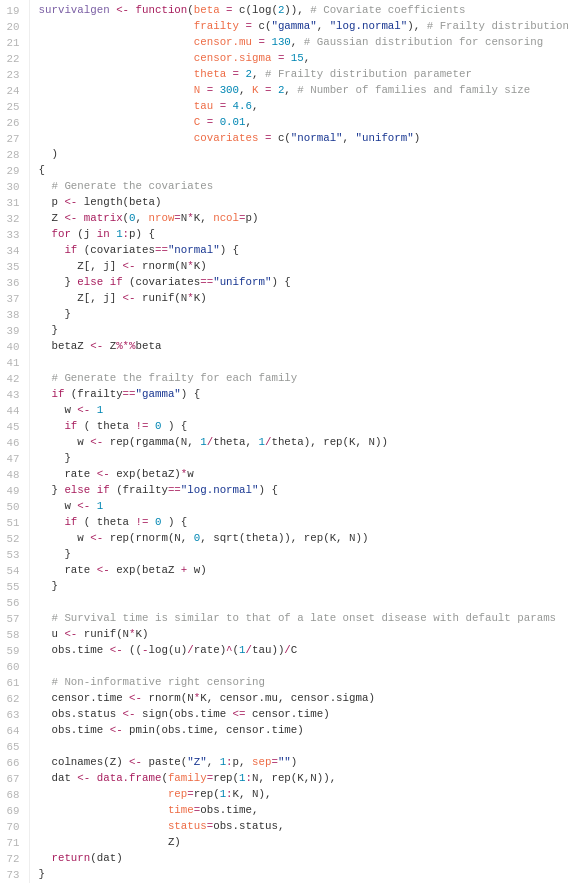 19 survivalgen <- function(beta = c(log(2)), # Covariate coefficients
20                         frailty = c("gamma", "log.normal"), # Frailty distribution
21                         censor.mu = 130, # Gaussian distribution for censoring
22                         censor.sigma = 15,
23                         theta = 2, # Frailty distribution parameter
24                         N = 300, K = 2, # Number of families and family size
25                         tau = 4.6,
26                         C = 0.01,
27                         covariates = c("normal", "uniform")
28   )
29 {
30   # Generate the covariates
31   p <- length(beta)
32   Z <- matrix(0, nrow=N*K, ncol=p)
33   for (j in 1:p) {
34     if (covariates=="normal") {
35       Z[, j] <- rnorm(N*K)
36     } else if (covariates=="uniform") {
37       Z[, j] <- runif(N*K)
38     }
39   }
40   betaZ <- Z%*%beta
41
42   # Generate the frailty for each family
43   if (frailty=="gamma") {
44     w <- 1
45     if ( theta != 0 ) {
46       w <- rep(rgamma(N, 1/theta, 1/theta), rep(K, N))
47     }
48     rate <- exp(betaZ)*w
49   } else if (frailty=="log.normal") {
50     w <- 1
51     if ( theta != 0 ) {
52       w <- rep(rnorm(N, 0, sqrt(theta)), rep(K, N))
53     }
54     rate <- exp(betaZ + w)
55   }
56
57   # Survival time is similar to that of a late onset disease with default params
58   u <- runif(N*K)
59   obs.time <- ((-log(u)/rate)^(1/tau))/C
60
61   # Non-informative right censoring
62   censor.time <- rnorm(N*K, censor.mu, censor.sigma)
63   obs.status <- sign(obs.time <= censor.time)
64   obs.time <- pmin(obs.time, censor.time)
65
66   colnames(Z) <- paste("Z", 1:p, sep="")
67   dat <- data.frame(family=rep(1:N, rep(K,N)),
68                     rep=rep(1:K, N),
69                     time=obs.time,
70                     status=obs.status,
71                     Z)
72   return(dat)
73 }